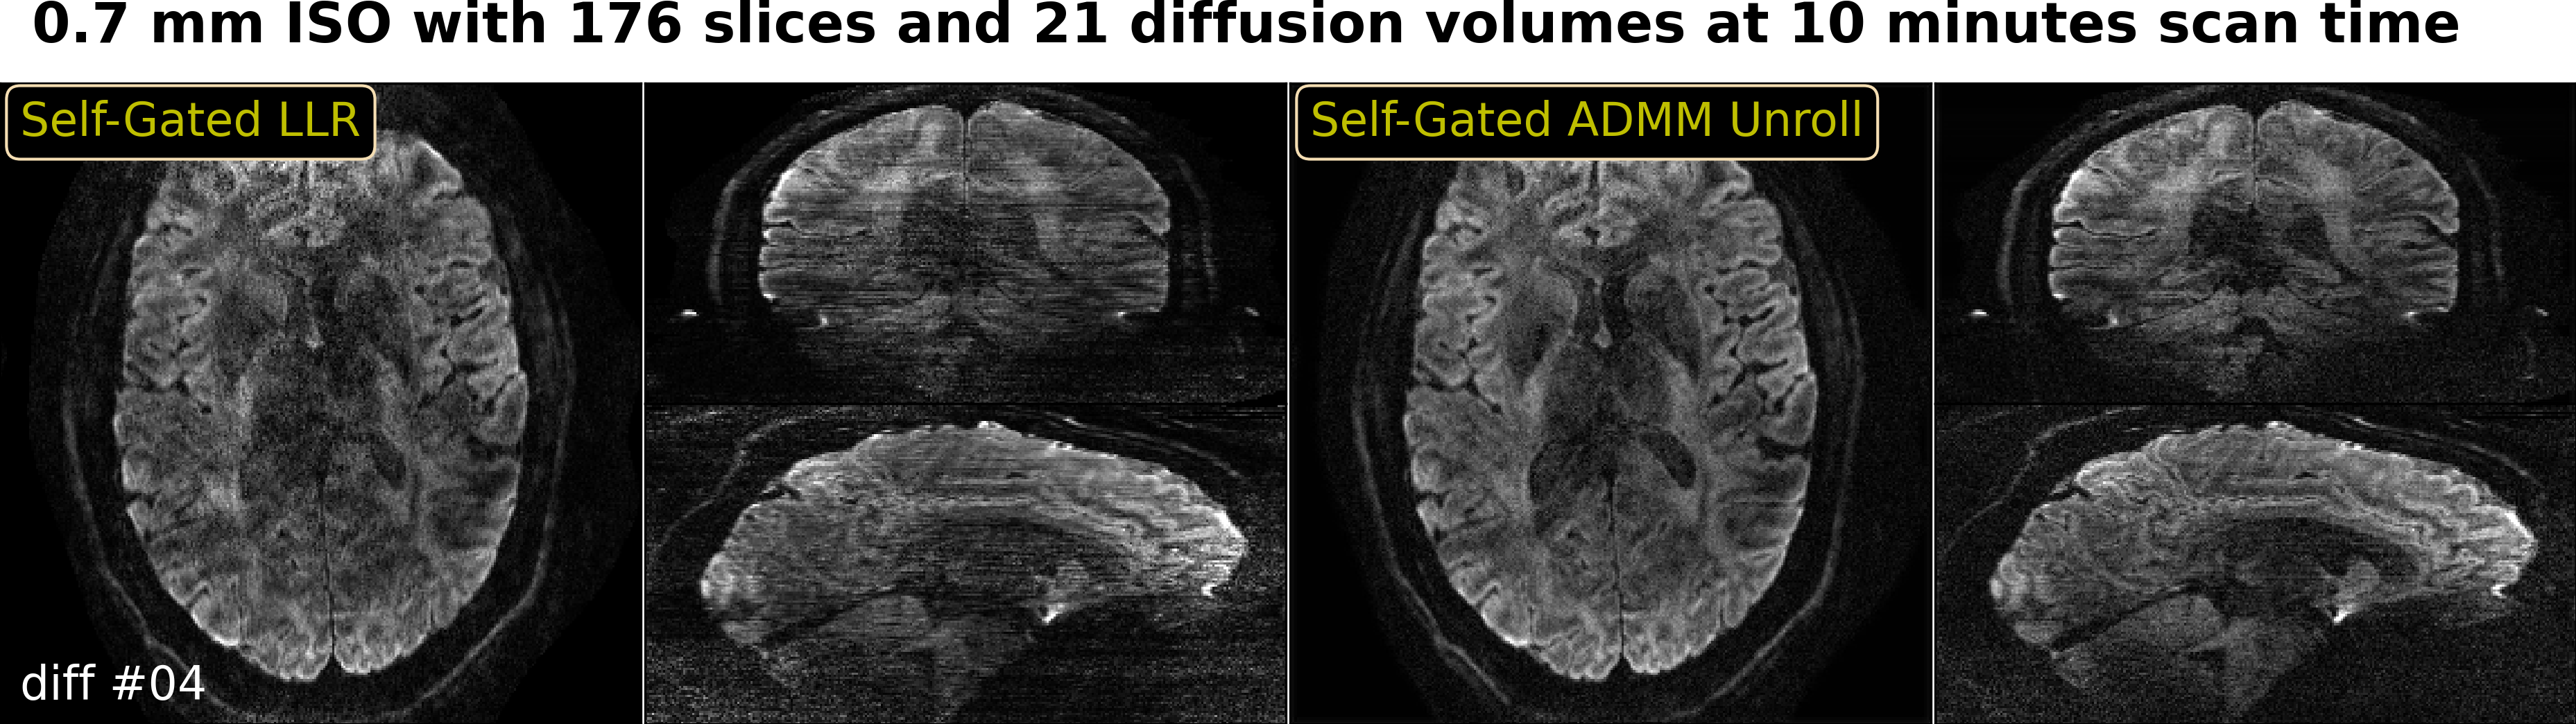 0.7 mm ISO with 176 slices and 21 diffusion volumes at 10 minutes scan time
Self-Gated LLR
Self-Gated ADMM Unroll
diff #04